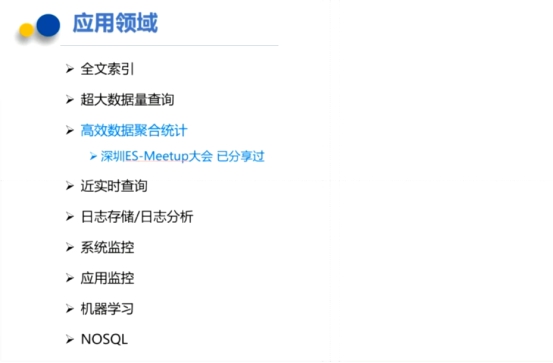 应用领域
全文索引
超大数据量查询
高效数据聚合统计
深圳ES-Meetup大会 已分享过
近实时查询
日志存储/日志分析
系统监控
应用监控
机器学习
NOSQL